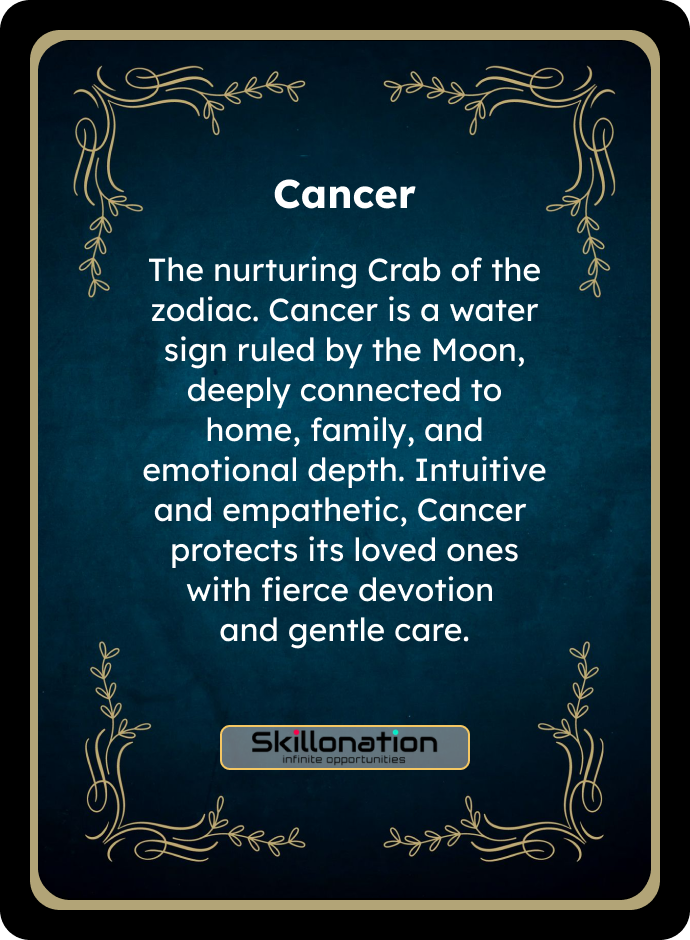 Cancer
The nurturing Crab of the
zodiac. Cancer is a water
sign ruled by the Moon,
deeply connected to
home, family, and
emotional depth. Intuitive
and empathetic, Cancer
protects its loved ones
with fierce devotion
and gentle care.
Skillonation
infinite opportunities